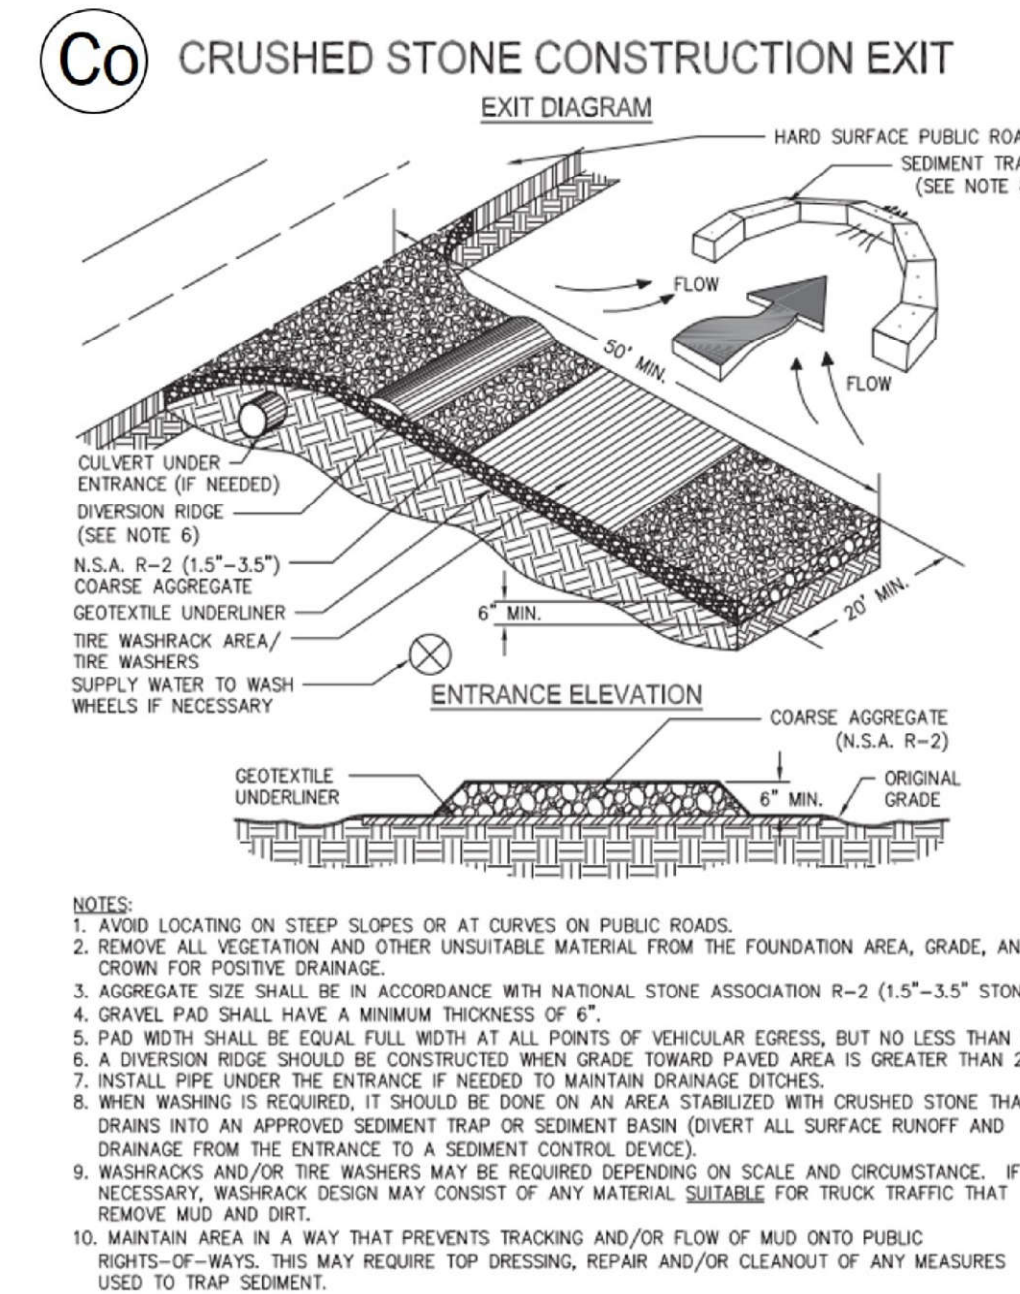 Co
CRUSHED STONE CONSTRUCTION EXIT
EXIT DIAGRAM
HARD SURFACE PUBLIC ROA
SEDIMENT TRA
(SEE NOTE
FLOW
50' MIN.
FLOW
CULVERT UNDER
ENTRANCE (IF NEEDED)
DIVERSION RIDGE
(SEE NOTE 6)
N.S.A. R-2 (1.5"-3.5")
COARSE AGGREGATE
GEOTEXTILE UNDERLINER
TIRE WASHRACK AREA/
TIRE WASHERS
SUPPLY WATER TO WASH
WHEELS IF NECESSARY
6" MIN.
20' MIN.
ENTRANCE ELEVATION
COARSE AGGREGATE
(N.S.A. R-2)
GEOTEXTILE
UNDERLINER
6" MIN.
ORIGINAL
GRADE
NOTES:
1. AVOID LOCATING ON STEEP SLOPES OR AT CURVES ON PUBLIC ROADS.
2. REMOVE ALL VEGETATION AND OTHER UNSUITABLE MATERIAL FROM THE FOUNDATION AREA, GRADE, AN
CROWN FOR POSITIVE DRAINAGE.
3. AGGREGATE SIZE SHALL BE IN ACCORDANCE WITH NATIONAL STONE ASSOCIATION R-2 (1.5"-3.5" STON
4. GRAVEL PAD SHALL HAVE A MINIMUM THICKNESS OF 6".
5. PAD WIDTH SHALL BE EQUAL FULL WIDTH AT ALL POINTS OF VEHICULAR EGRESS, BUT NO LESS THAN
6. A DIVERSION RIDGE SHOULD BE CONSTRUCTED WHEN GRADE TOWARD PAVED AREA IS GREATER THAN 2
7. INSTALL PIPE UNDER THE ENTRANCE IF NEEDED TO MAINTAIN DRAINAGE DITCHES.
8. WHEN WASHING IS REQUIRED, IT SHOULD BE DONE ON AN AREA STABILIZED WITH CRUSHED STONE THA
DRAINS INTO AN APPROVED SEDIMENT TRAP OR SEDIMENT BASIN (DIVERT ALL SURFACE RUNOFF AND
DRAINAGE FROM THE ENTRANCE TO A SEDIMENT CONTROL DEVICE).
9. WASHRACKS AND/OR TIRE WASHERS MAY BE REQUIRED DEPENDING ON SCALE AND CIRCUMSTANCE. IF
NECESSARY, WASHRACK DESIGN MAY CONSIST OF ANY MATERIAL SUITABLE FOR TRUCK TRAFFIC THAT
REMOVE MUD AND DIRT.
10. MAINTAIN AREA IN A WAY THAT PREVENTS TRACKING AND/OR FLOW OF MUD ONTO PUBLIC
RIGHTS-OF-WAYS. THIS MAY REQUIRE TOP DRESSING, REPAIR AND/OR CLEANOUT OF ANY MEASURES
USED TO TRAP SEDIMENT.